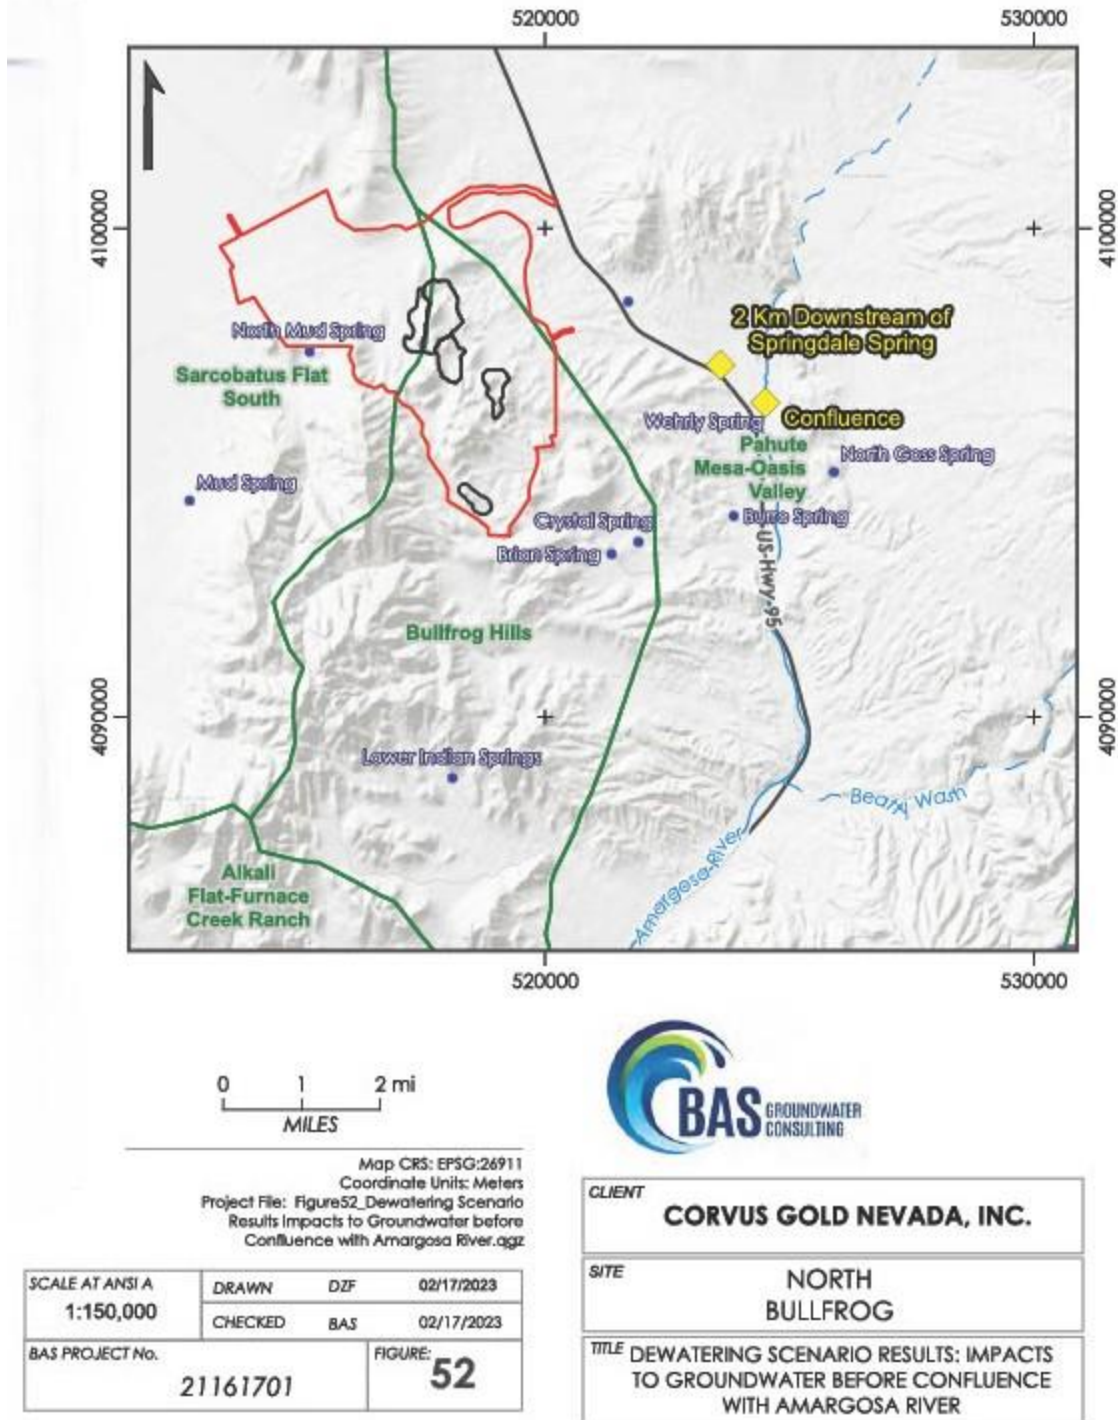 520000
530000
4100000
4100000
2 Km Downstream of
Springdale Spring
North Mud Spring
Sarcobatus Flat
South
Confluence
Wehrly Spring
Pahute
Mesa-Oasis
Valley
North Goss Spring
Mud Spring
Crystal Spring
Burro Spring
Brian Spring
US-Hwy-95
Bullfrog Hills
4090000
4090000
Lower Indian Springs
Beatty Wash
Amargosa-River
Alkali
Flat-Furnace
Creek Ranch
520000
530000
0 1 2 mi
MILES
BAS GROUNDWATER
CONSULTING
Map CRS: EPSG:26911
Coordinate Units: Meters
Project File: Figure52_Dewatering Scenario
Results Impacts to Groundwater before
Confluence with Amargosa River.qgz
CLIENT
CORVUS GOLD NEVADA, INC.
SCALE AT ANSI A
1:150,000
DRAWN DZF 02/17/2023
CHECKED BAS 02/17/2023
SITE
NORTH
BULLFROG
BAS PROJECT No.
21161701
FIGURE:
52
TITLE DEWATERING SCENARIO RESULTS: IMPACTS
TO GROUNDWATER BEFORE CONFLUENCE
WITH AMARGOSA RIVER